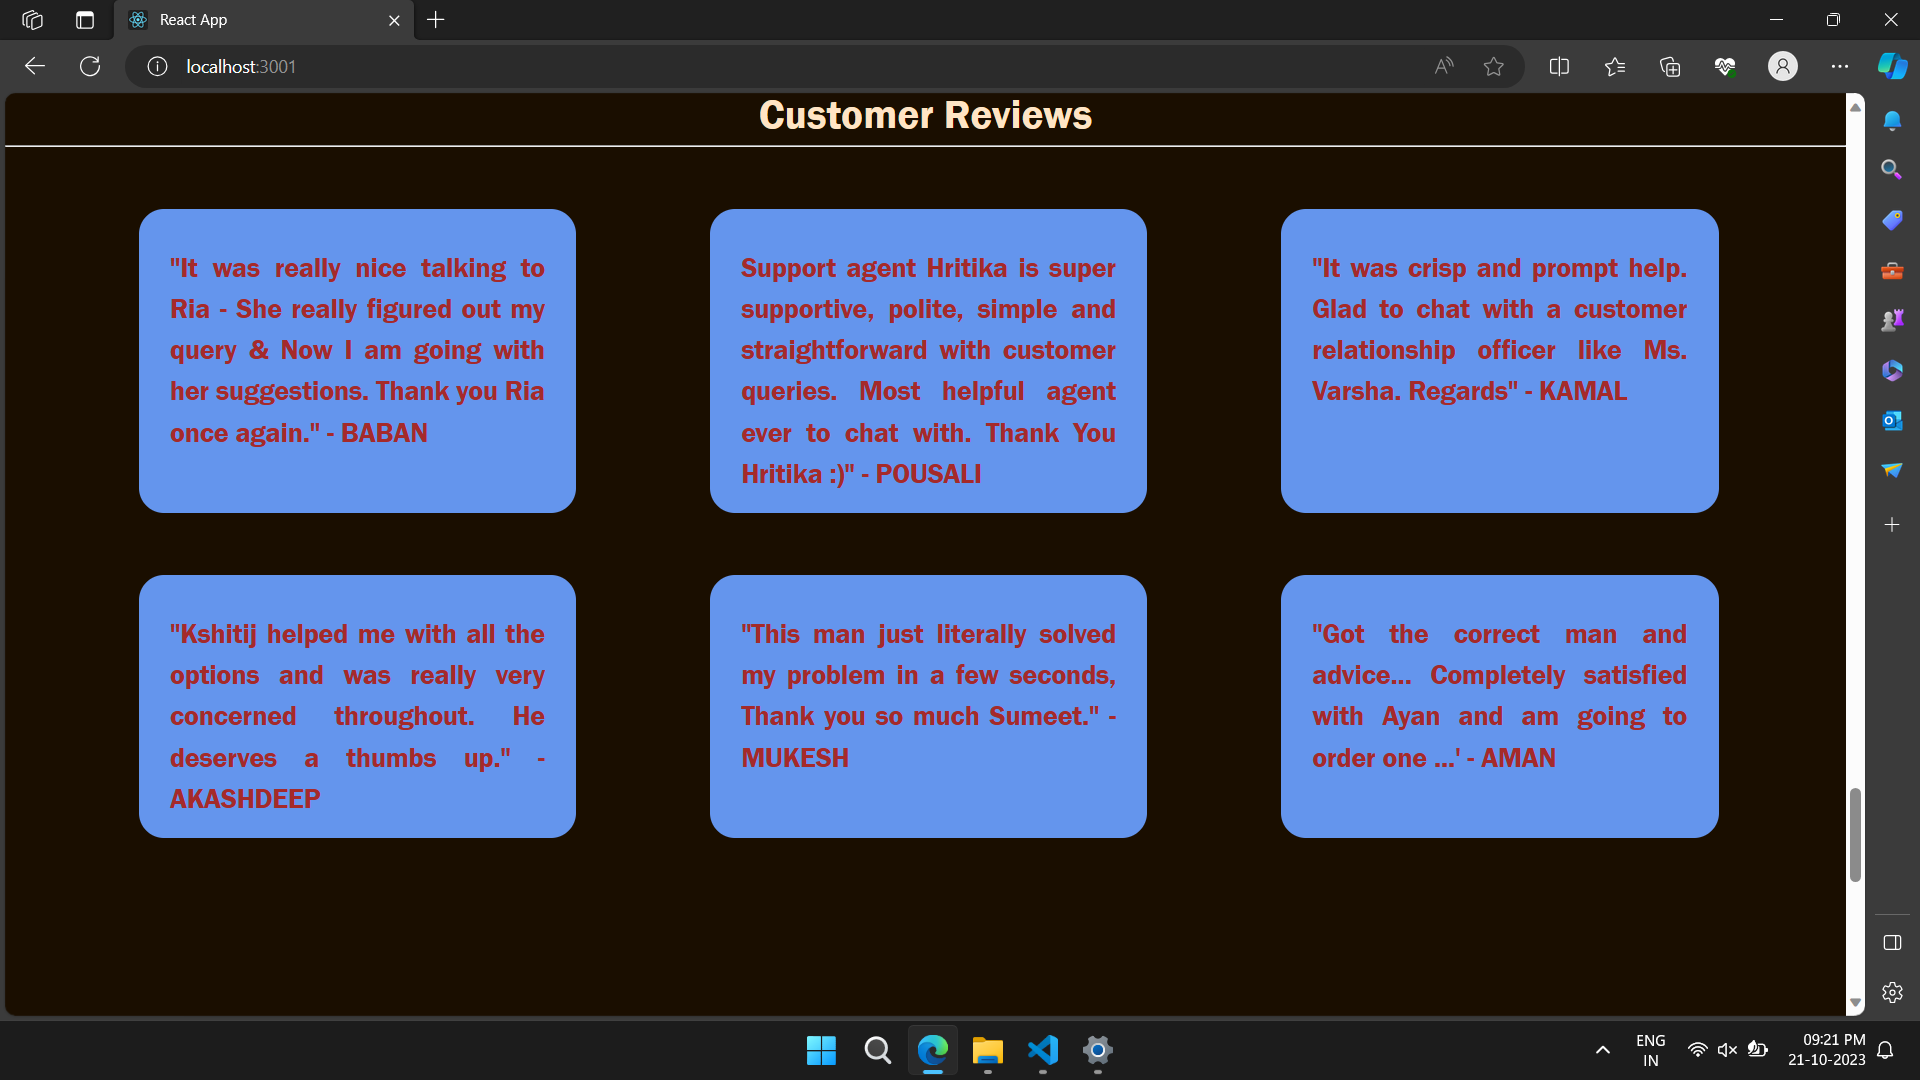 React App
localhost:3001
Customer Reviews
"It was really nice talking to
Ria - She really figured out my
query & Now I am going with
her suggestions. Thank you Ria
once again." - BABAN
Support agent Hritika is super
supportive, polite, simple and
straightforward with customer
queries. Most helpful agent
ever to chat with. Thank You
Hritika :)" - POUSALI
"It was crisp and prompt help.
Glad to chat with a customer
relationship officer like Ms.
Varsha. Regards" - KAMAL
"Kshitij helped me with all the
options and was really very
concerned throughout. He
deserves a thumbs up." -
AKASHDEEP
"This man just literally solved
my problem in a few seconds,
Thank you so much Sumeet." -
MUKESH
"Got the correct man and
advice... Completely satisfied
with Ayan and am going to
order one ...' - AMAN
ENG
IN
09:21 PM
21-10-2023